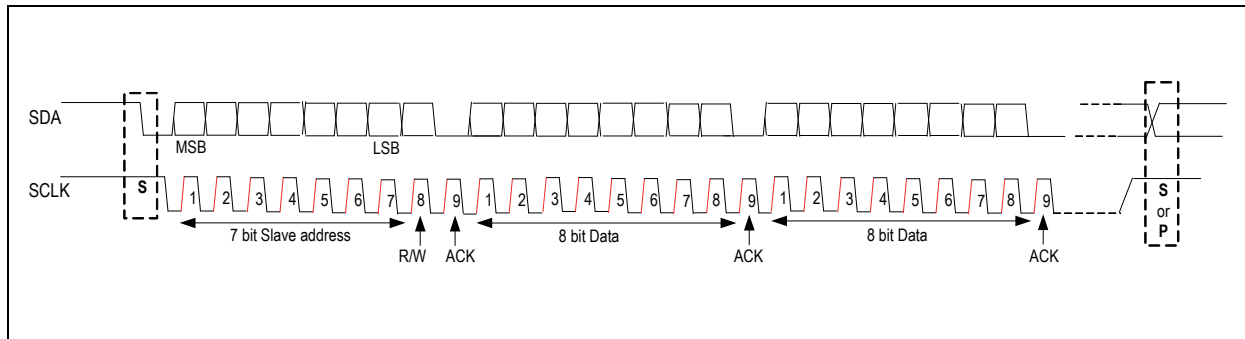 SDA
MSB LSB
SCLK S 1 2 3 4 5 6 7 8 9 1 2 3 4 5 6 7 8 9 1 2 3 4 5 6 7 8 9 S
or
P
7 bit Slave address 8 bit Data 8 bit Data
R/W ACK ACK ACK